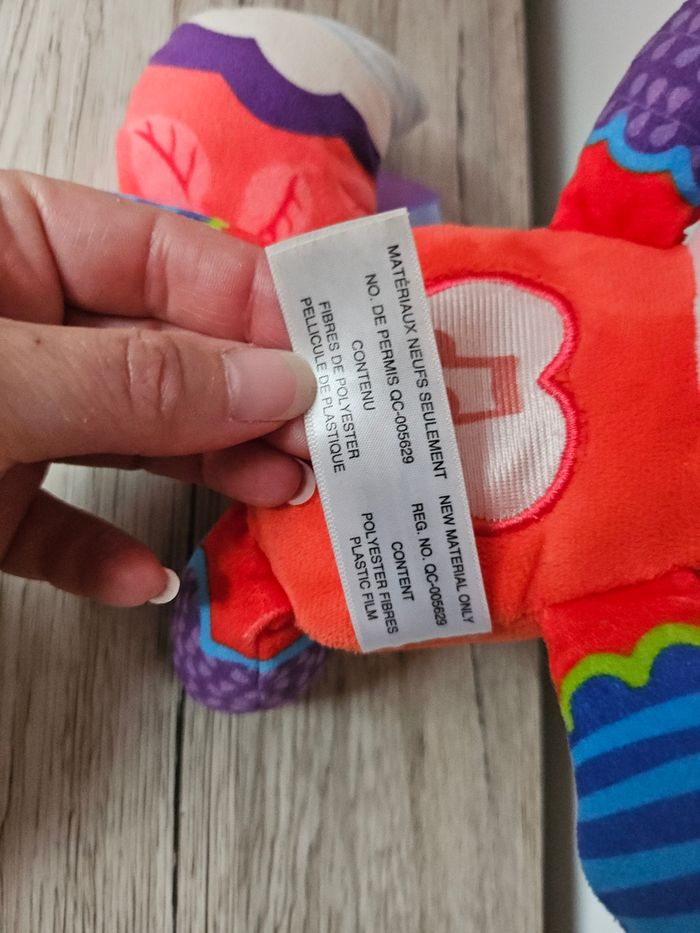 MATÉRIAUX NEUFS SEULEMENT
NO. DE PERMIS QC-005629
CONTENU
FIBRES DE POLYESTER
PELLICULE DE PLASTIQUE
NEW MATERIAL ONLY
REG. NO. QC-005629
CONTENT
POLYESTER FIBRES
PLASTIC FILM